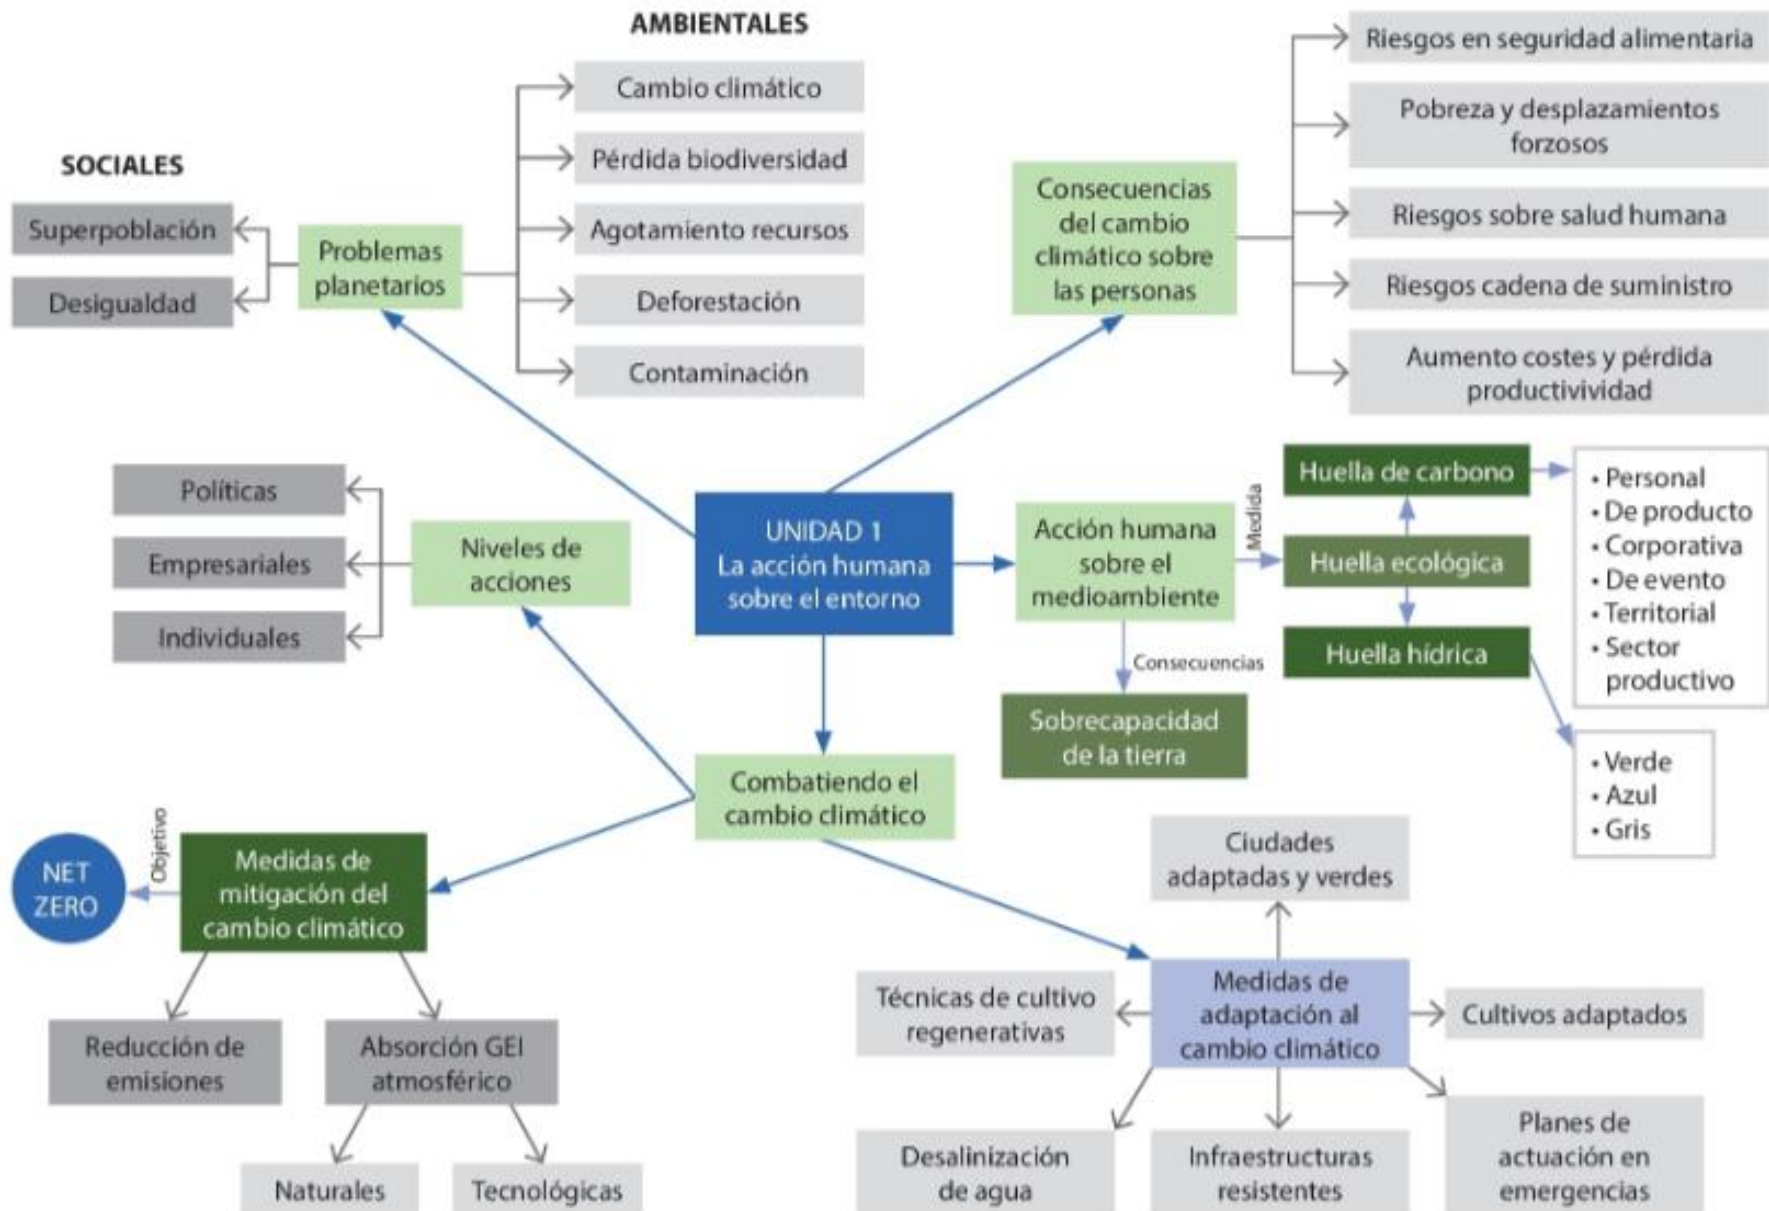 AMBIENTALES
SOCIALES
Superpoblación
Desigualdad
Problemas
planetarios
Cambio climático
Pérdida biodiversidad
Agotamiento recursos
Deforestación
Contaminación
Consecuencias
del cambio
climático sobre
las personas
Riesgos en seguridad alimentaria
Pobreza y desplazamientos
forzosos
Riesgos sobre salud humana
Riesgos cadena de suministro
Aumento costes y pérdida
productivividad
Políticas
Empresariales
Individuales
Niveles de
acciones
UNIDAD 1
La acción humana
sobre el entorno
Acción humana
sobre el
medioambiente
Medida
Huella de carbono
Huella ecológica
Huella hídrica
• Personal
• De producto
• Corporativa
• De evento
• Territorial
• Sector
productivo
• Verde
• Azul
• Gris
Consecuencias
Sobrecapacidad
de la tierra
Combatiendo el
cambio climático
NET
ZERO
Objetivo
Medidas de
mitigación del
cambio climático
Reducción de
emisiones
Absorción GEI
atmosférico
Naturales
Tecnológicas
Ciudades
adaptadas y verdes
Técnicas de cultivo
regenerativas
Medidas de
adaptación al
cambio climático
Cultivos adaptados
Desalinización
de agua
Infraestructuras
resistentes
Planes de
actuación en
emergencias